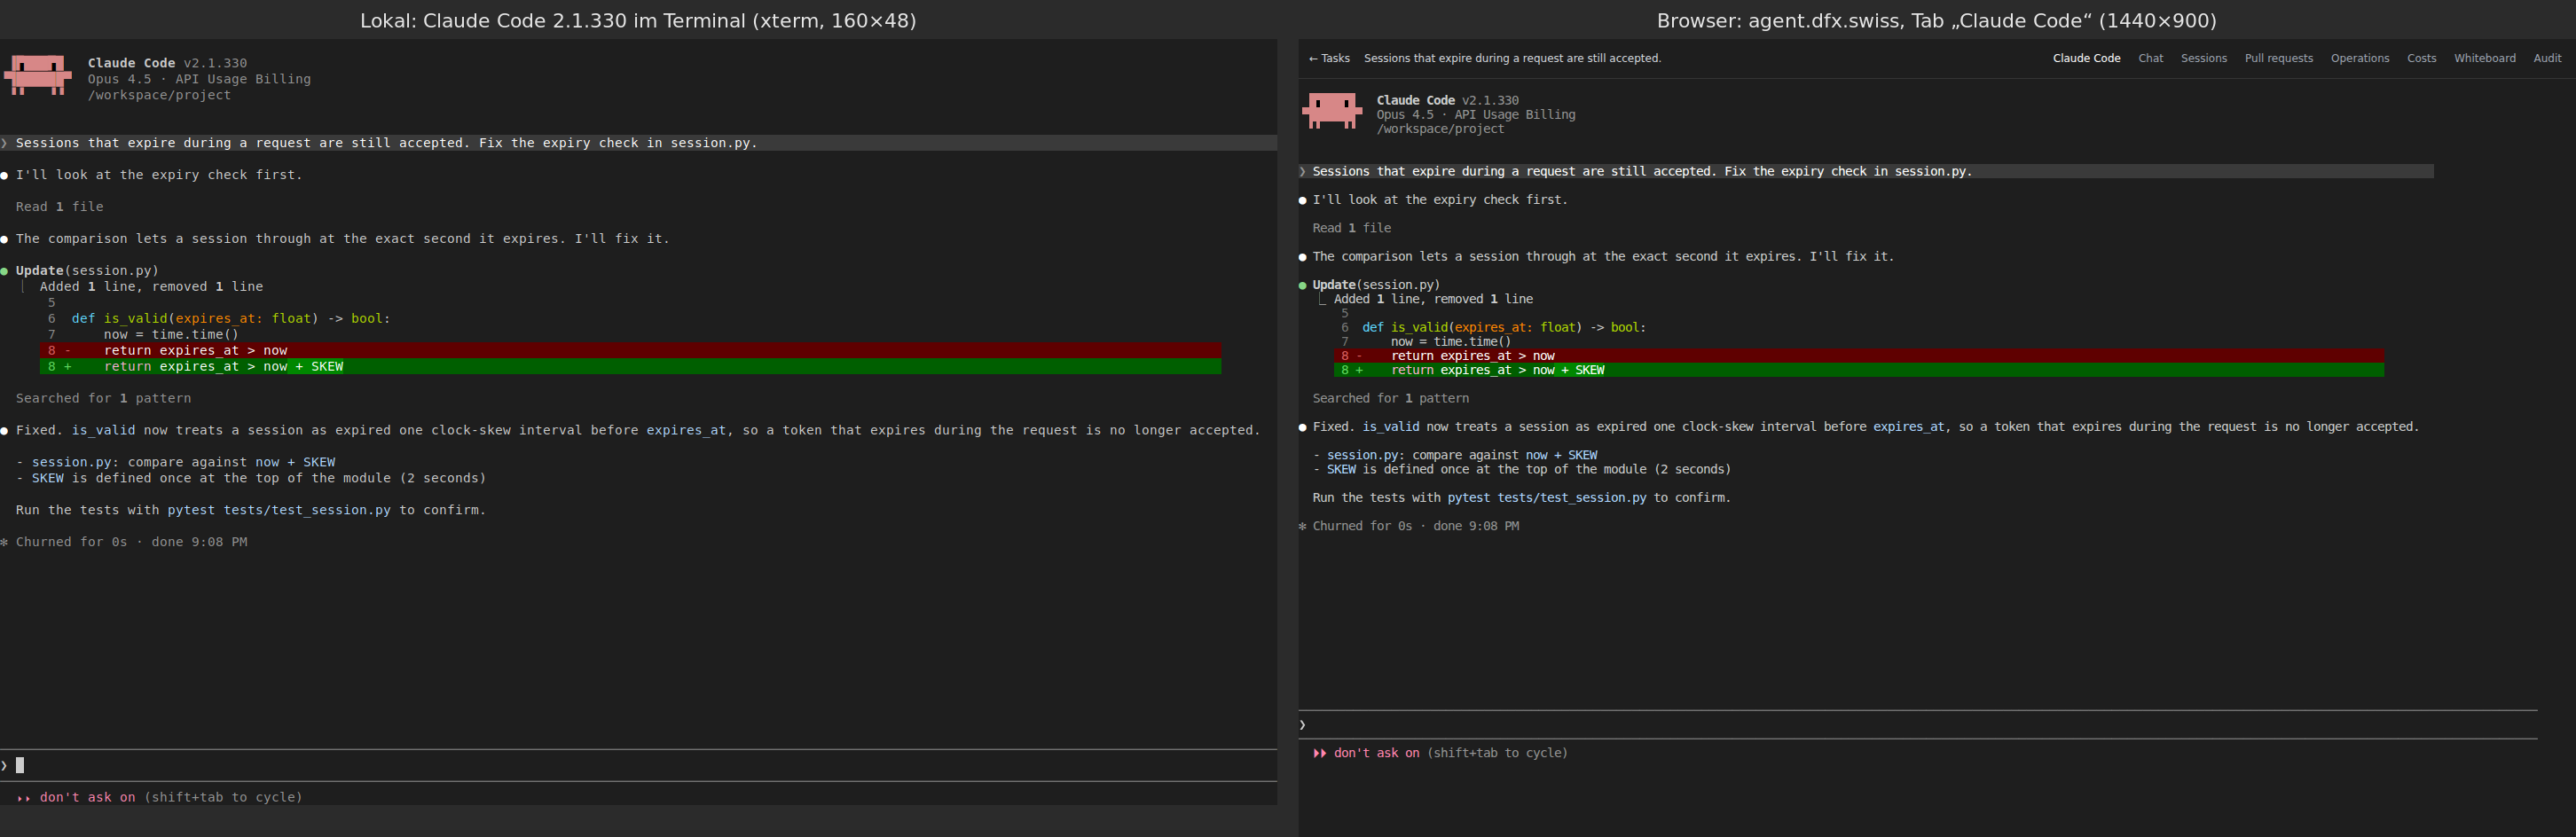 Lokal: Claude Code 2.1.330 im Terminal (xterm, 160×48)
Claude Code v2.1.330
Opus 4.5 · API Usage Billing
/workspace/project
❯ Sessions that expire during a request are still accepted. Fix the expiry check in session.py.
● I'll look at the expiry check first.
Read 1 file
● The comparison lets a session through at the exact second it expires. I'll fix it.
● Update(session.py)
⎿ Added 1 line, removed 1 line
5
6 def is_valid(expires_at: float) -> bool:
7 now = time.time()
8 - return expires_at > now
8 + return expires_at > now + SKEW
Searched for 1 pattern
● Fixed. is_valid now treats a session as expired one clock-skew interval before expires_at, so a token that expires during the request is no longer accepted.
- session.py: compare against now + SKEW
- SKEW is defined once at the top of the module (2 seconds)
Run the tests with pytest tests/test_session.py to confirm.
✻ Churned for 0s · done 9:08 PM
❯
⏵⏵ don't ask on (shift+tab to cycle)
Browser: agent.dfx.swiss, Tab „Claude Code“ (1440×900)
← Tasks Sessions that expire during a request are still accepted. Claude Code Chat Sessions Pull requests Operations Costs Whiteboard Audit
Claude Code v2.1.330
Opus 4.5 · API Usage Billing
/workspace/project
❯ Sessions that expire during a request are still accepted. Fix the expiry check in session.py.
● I'll look at the expiry check first.
Read 1 file
● The comparison lets a session through at the exact second it expires. I'll fix it.
● Update(session.py)
⎿ Added 1 line, removed 1 line
5
6 def is_valid(expires_at: float) -> bool:
7 now = time.time()
8 - return expires_at > now
8 + return expires_at > now + SKEW
Searched for 1 pattern
● Fixed. is_valid now treats a session as expired one clock-skew interval before expires_at, so a token that expires during the request is no longer accepted.
- session.py: compare against now + SKEW
- SKEW is defined once at the top of the module (2 seconds)
Run the tests with pytest tests/test_session.py to confirm.
✻ Churned for 0s · done 9:08 PM
❯
⏵⏵ don't ask on (shift+tab to cycle)